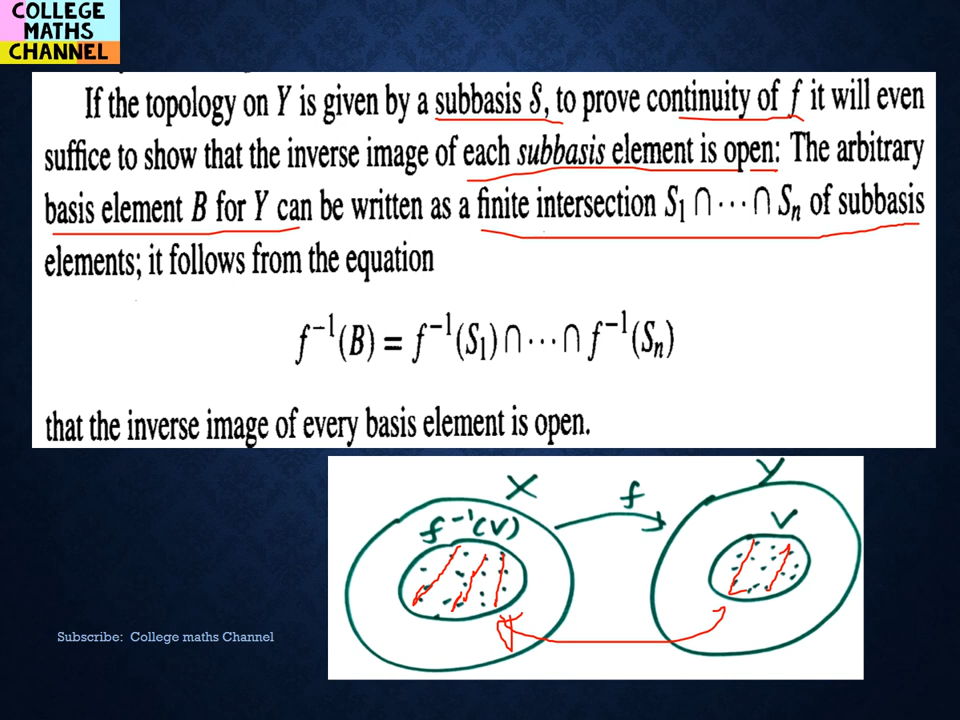 COLLEGE
MATHS
CHANNEL
If the topology on Y is given by a subbasis S, to prove continuity of f it will even
suffice to show that the inverse image of each subbasis element is open: The arbitrary
basis element B for Y can be written as a finite intersection S₁ ∩ ⋯ ∩ Sₙ of subbasis
elements; it follows from the equation
f⁻¹(B) = f⁻¹(S₁) ∩ ⋯ ∩ f⁻¹(Sₙ)
that the inverse image of every basis element is open.
X f Y
f⁻¹(V) V
Subscribe: College maths Channel